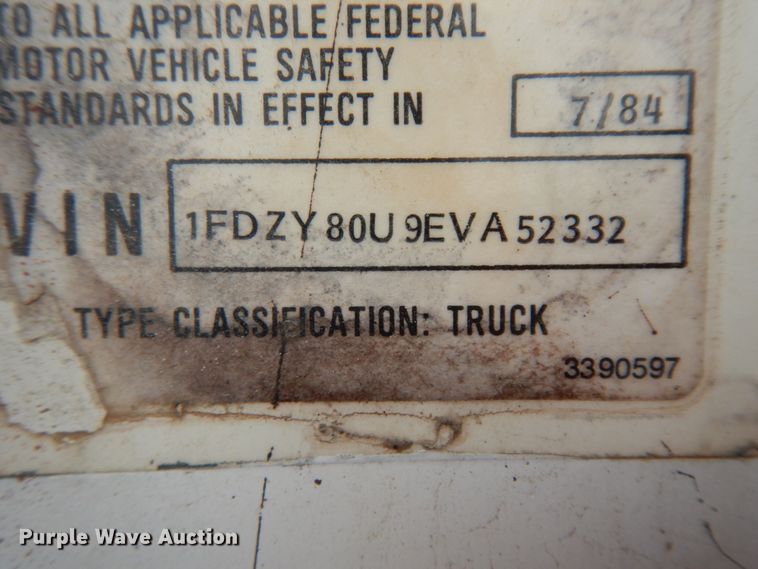 TO ALL APPLICABLE FEDERAL
MOTOR VEHICLE SAFETY
STANDARDS IN EFFECT IN 7/84
VIN 1FDZY80U9EVA52332
TYPE CLASSIFICATION: TRUCK
3390597
Purple Wave Auction